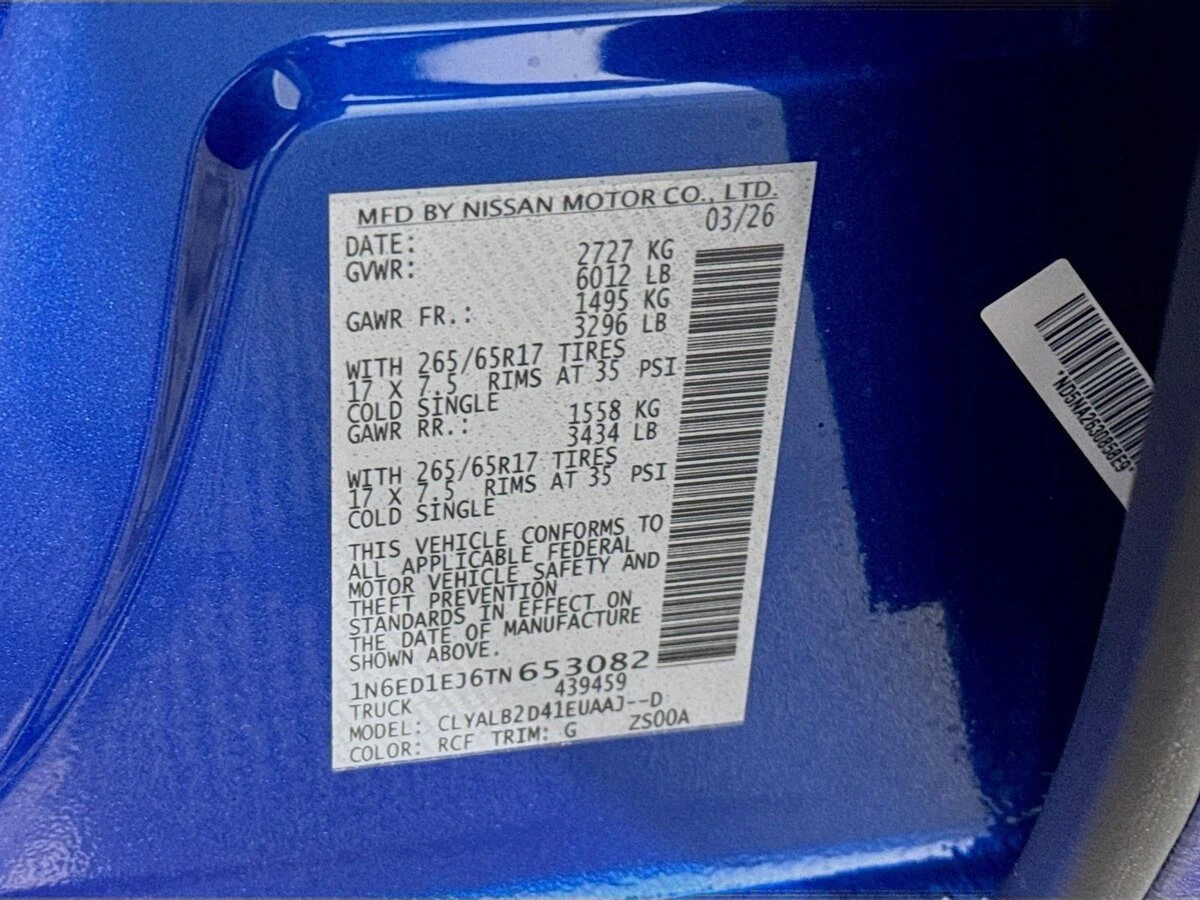 MFD BY NISSAN MOTOR CO., LTD.
DATE: 03/26
GVWR: 2727 KG
6012 LB
GAWR FR.: 1495 KG
3296 LB
WITH 265/65R17 TIRES
17 X 7.5 RIMS AT 35 PSI
COLD SINGLE
GAWR RR.: 1558 KG
3434 LB
WITH 265/65R17 TIRES
17 X 7.5 RIMS AT 35 PSI
COLD SINGLE
THIS VEHICLE CONFORMS TO
ALL APPLICABLE FEDERAL
MOTOR VEHICLE SAFETY AND
THEFT PREVENTION
STANDARDS IN EFFECT ON
THE DATE OF MANUFACTURE
SHOWN ABOVE.
1N6ED1EJ6TN653082
TRUCK 439459
MODEL: CLYALB2D41EUAAJ--D
COLOR: RCF TRIM: G ZS00A